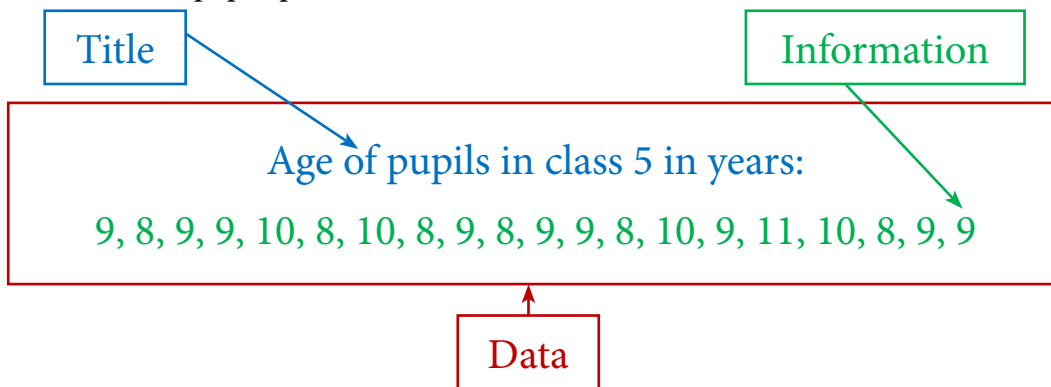 Title
Information
Age of pupils in class 5 in years:
9, 8, 9, 9, 10, 8, 10, 8, 9, 8, 9, 9, 8, 10, 9, 11, 10, 8, 9, 9
Data